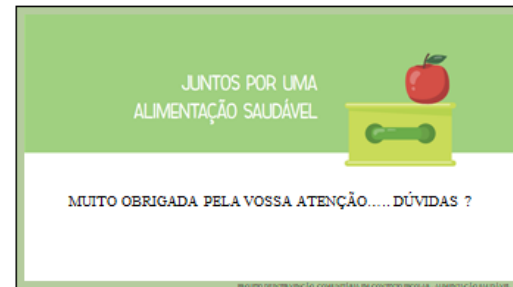 JUNTOS POR UMA
ALIMENTAÇÃO SAUDÁVEL
MUITO OBRIGADA PELA VOSSA ATENÇÃO..... DÚVIDAS ?